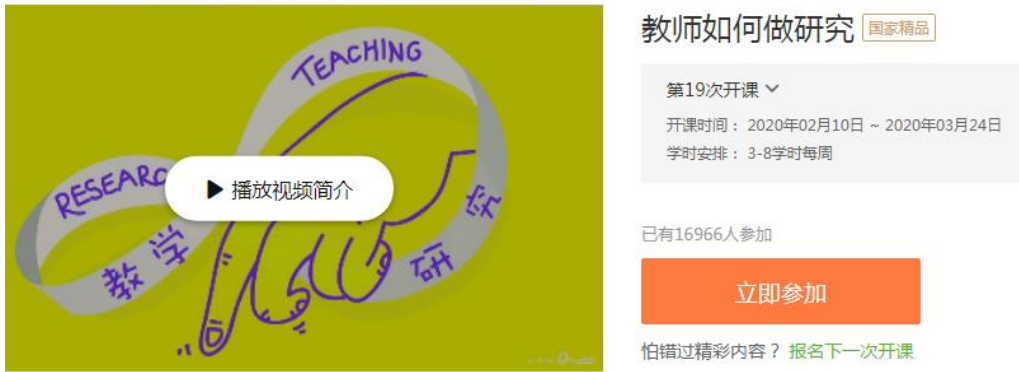 教师如何做研究 国家精品
TEACHING
第19次开课
开课时间： 2020年02月10日 ~ 2020年03月24日
学时安排： 3-8学时每周
RESEARC
播放视频简介
教学
研究
已有16966人参加
立即参加
怕错过精彩内容？ 报名下一次开课